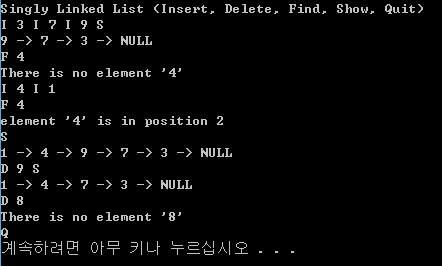 Singly Linked List (Insert, Delete, Find, Show, Quit)
I 3 I 7 I 9 S
9 -> 7 -> 3 -> NULL
F 4
There is no element '4'
I 4 I 1
F 4
element '4' is in position 2
S
1 -> 4 -> 9 -> 7 -> 3 -> NULL
D 9 S
1 -> 4 -> 7 -> 3 -> NULL
D 8
There is no element '8'
Q
계속하려면 아무 키나 누르십시오 . . .